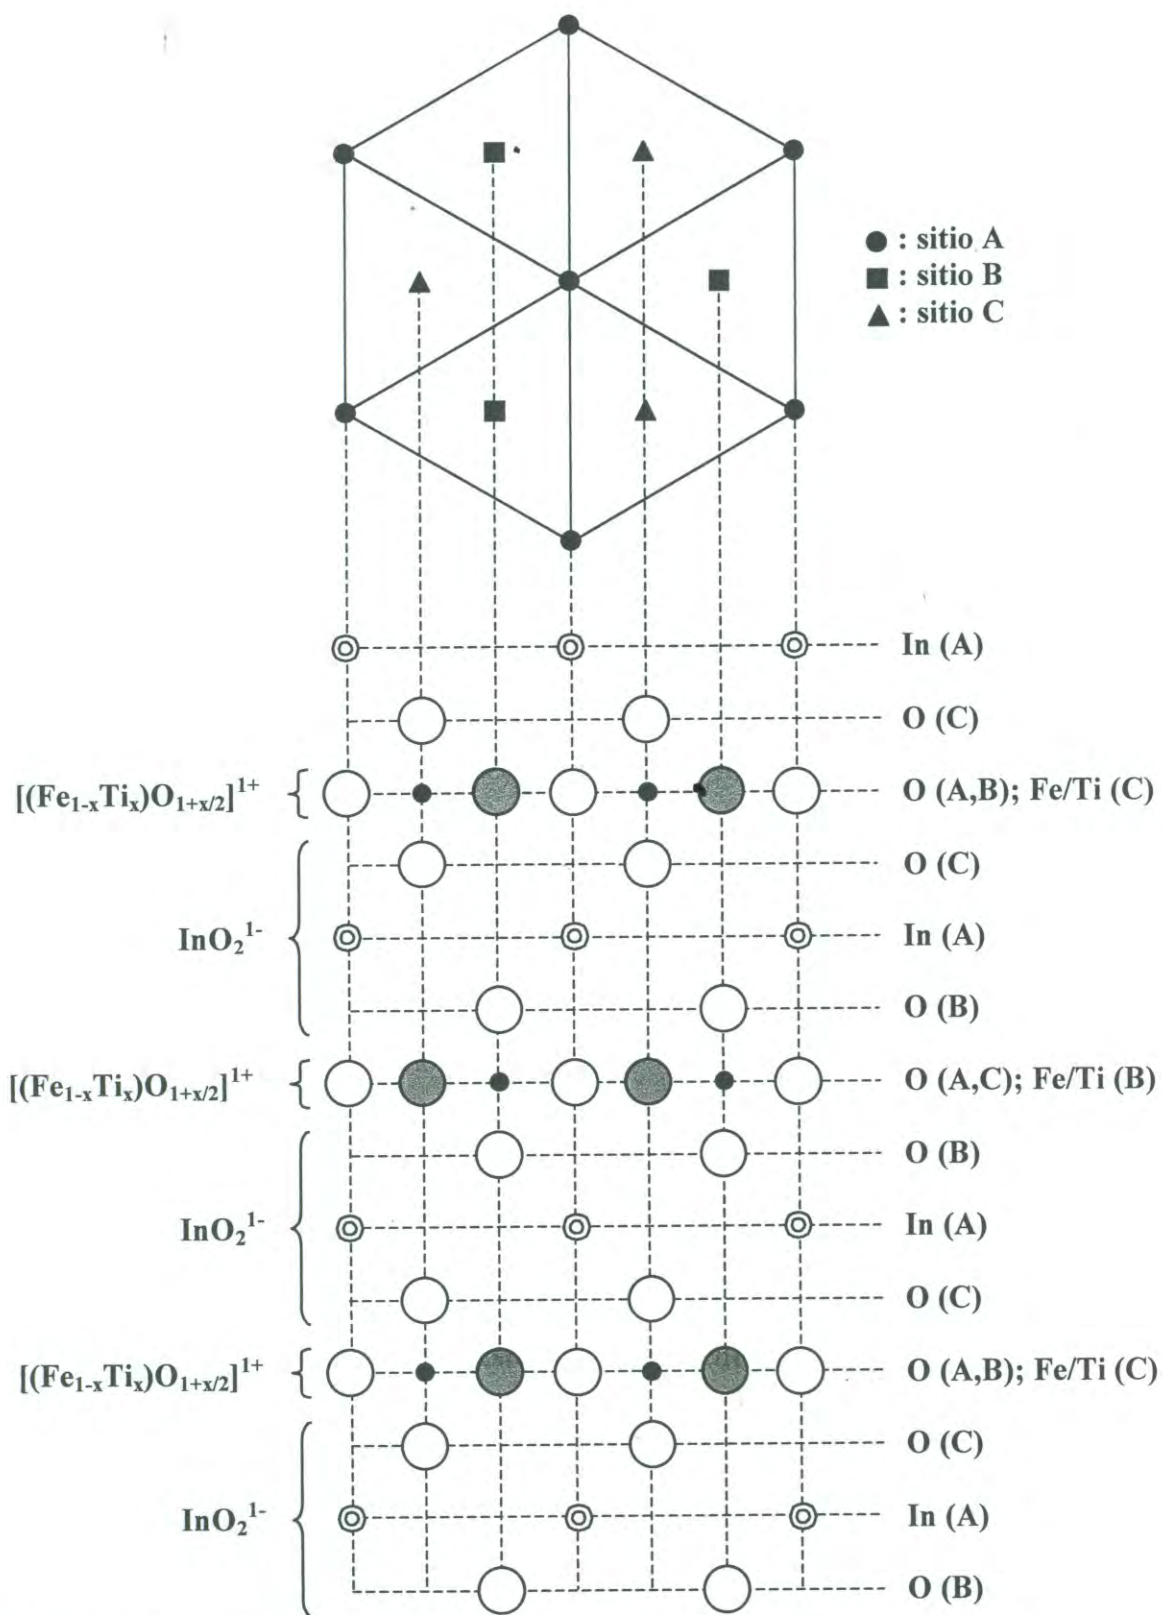 ● : sitio A
■ : sitio B
▲ : sitio C
In (A)
O (C)
[(Fe₁₋ₓTiₓ)O₁₊ₓ/₂]¹⁺ O (A,B); Fe/Ti (C)
O (C)
InO₂¹⁻ In (A)
O (B)
[(Fe₁₋ₓTiₓ)O₁₊ₓ/₂]¹⁺ O (A,C); Fe/Ti (B)
O (B)
InO₂¹⁻ In (A)
O (C)
[(Fe₁₋ₓTiₓ)O₁₊ₓ/₂]¹⁺ O (A,B); Fe/Ti (C)
O (C)
InO₂¹⁻ In (A)
O (B)